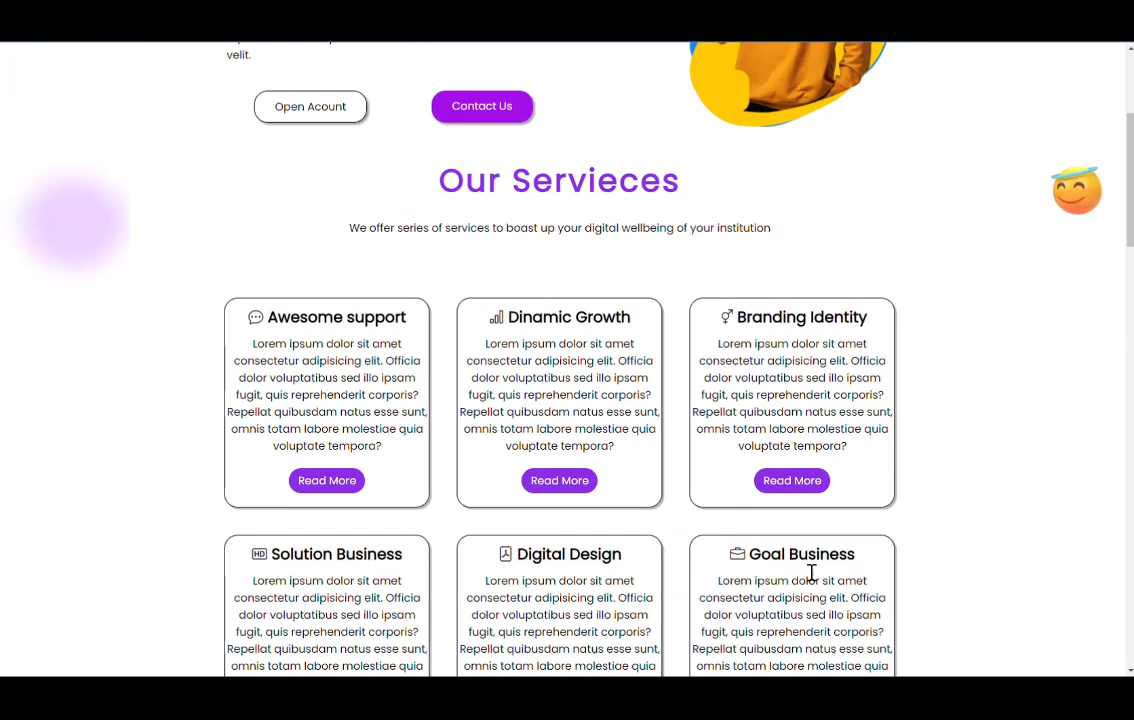 velit.
Open Acount
Contact Us
Our Servieces
We offer series of services to boast up your digital wellbeing of your institution
Awesome support
Lorem ipsum dolor sit amet
consectetur adipisicing elit. Officia
dolor voluptatibus sed illo ipsam
fugit, quis reprehenderit corporis?
Repellat quibusdam natus esse sunt,
omnis totam labore molestiae quia
voluptate tempora?
Read More
Dinamic Growth
Lorem ipsum dolor sit amet
consectetur adipisicing elit. Officia
dolor voluptatibus sed illo ipsam
fugit, quis reprehenderit corporis?
Repellat quibusdam natus esse sunt,
omnis totam labore molestiae quia
voluptate tempora?
Read More
Branding Identity
Lorem ipsum dolor sit amet
consectetur adipisicing elit. Officia
dolor voluptatibus sed illo ipsam
fugit, quis reprehenderit corporis?
Repellat quibusdam natus esse sunt,
omnis totam labore molestiae quia
voluptate tempora?
Read More
HD Solution Business
Lorem ipsum dolor sit amet
consectetur adipisicing elit. Officia
dolor voluptatibus sed illo ipsam
fugit, quis reprehenderit corporis?
Repellat quibusdam natus esse sunt,
omnis totam labore molestiae quia
Digital Design
Lorem ipsum dolor sit amet
consectetur adipisicing elit. Officia
dolor voluptatibus sed illo ipsam
fugit, quis reprehenderit corporis?
Repellat quibusdam natus esse sunt,
omnis totam labore molestiae quia
Goal Business
Lorem ipsum dolor sit amet
consectetur adipisicing elit. Officia
dolor voluptatibus sed illo ipsam
fugit, quis reprehenderit corporis?
Repellat quibusdam natus esse sunt,
omnis totam labore molestiae quia